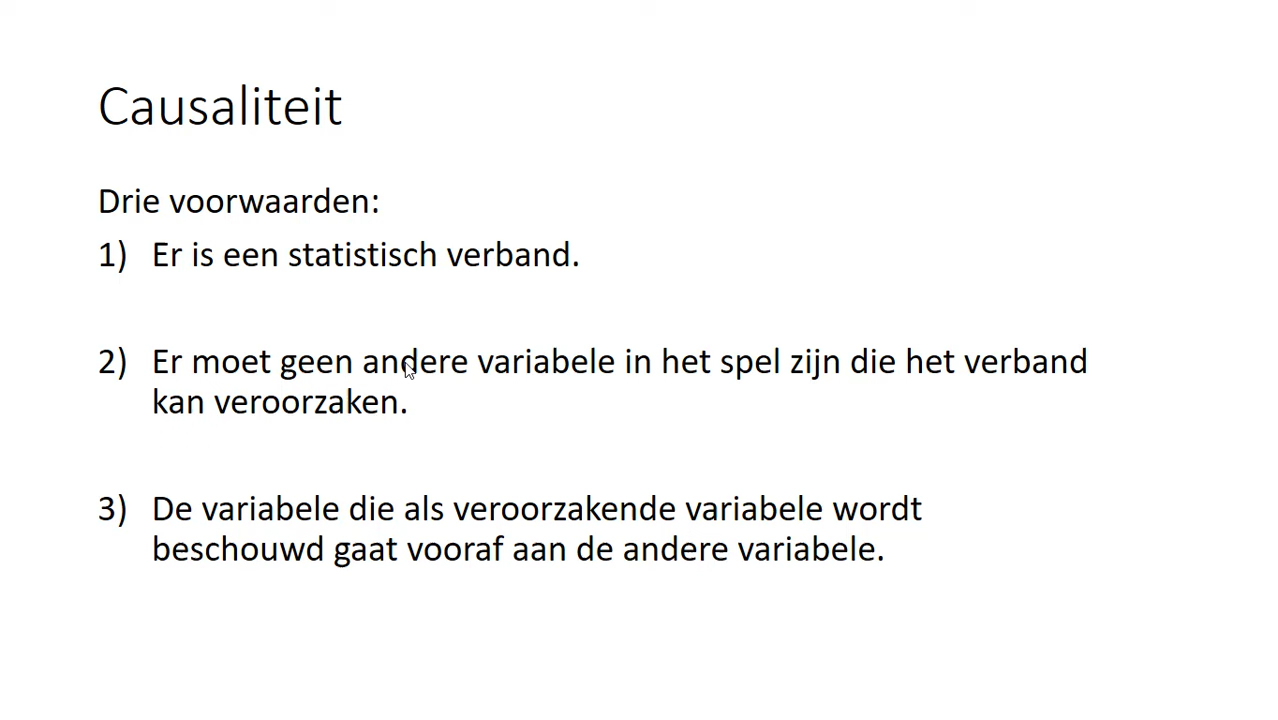 Causaliteit
Drie voorwaarden:
1) Er is een statistisch verband.
2) Er moet geen andere variabele in het spel zijn die het verband
kan veroorzaken.
3) De variabele die als veroorzakende variabele wordt
beschouwd gaat vooraf aan de andere variabele.